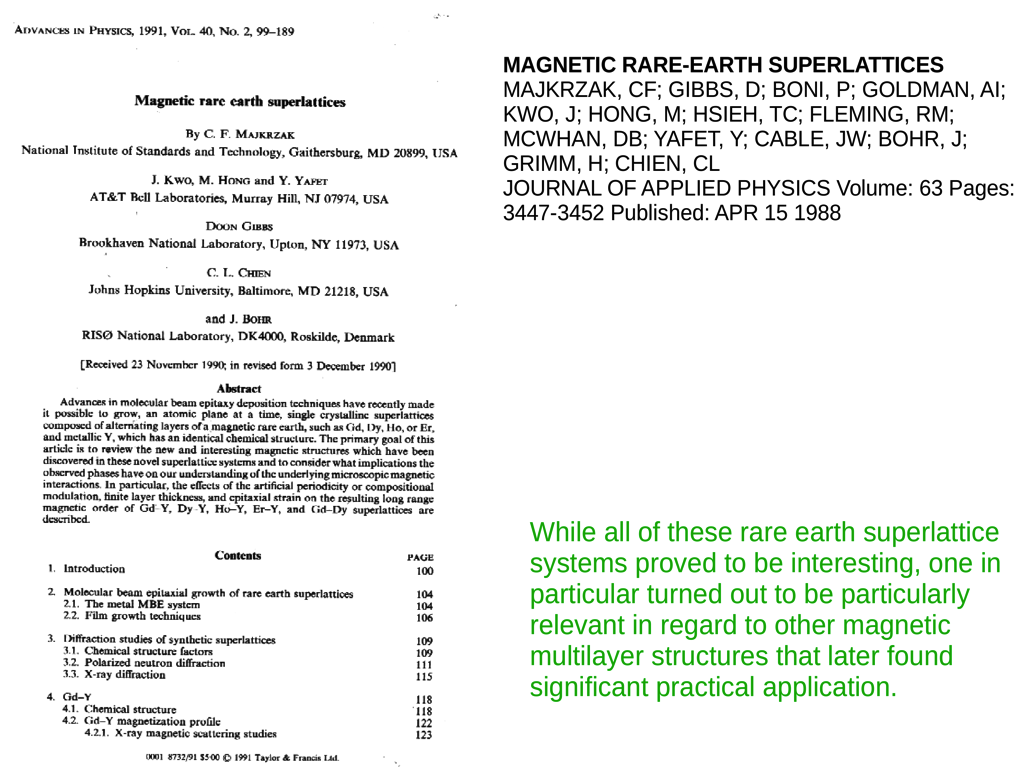 ADVANCES IN PHYSICS, 1991, VOL. 40, NO. 2, 99–189
Magnetic rare earth superlattices
By C. F. MAJKRZAK
National Institute of Standards and Technology, Gaithersburg, MD 20899, USA
J. KWO, M. HONG and Y. YAFET
AT&T Bell Laboratories, Murray Hill, NJ 07974, USA
DOON GIBBS
Brookhaven National Laboratory, Upton, NY 11973, USA
C. L. CHIEN
Johns Hopkins University, Baltimore, MD 21218, USA
and J. BOHR
RISØ National Laboratory, DK4000, Roskilde, Denmark
[Received 23 November 1990; in revised form 3 December 1990]
Abstract
Advances in molecular beam epitaxy deposition techniques have recently made
it possible to grow, an atomic plane at a time, single crystalline superlattices
composed of alternating layers of a magnetic rare earth, such as Gd, Dy, Ho, or Er,
and metallic Y, which has an identical chemical structure. The primary goal of this
article is to review the new and interesting magnetic structures which have been
discovered in these novel superlattice systems and to consider what implications the
observed phases have on our understanding of the underlying microscopic magnetic
interactions. In particular, the effects of the artificial periodicity or compositional
modulation, finite layer thickness, and epitaxial strain on the resulting long range
magnetic order of Gd–Y, Dy–Y, Ho–Y, Er–Y, and Gd–Dy superlattices are
described.
Contents PAGE
1. Introduction 100
2. Molecular beam epitaxial growth of rare earth superlattices 104
2.1. The metal MBE system 104
2.2. Film growth techniques 106
3. Diffraction studies of synthetic superlattices 109
3.1. Chemical structure factors 109
3.2. Polarized neutron diffraction 111
3.3. X-ray diffraction 115
4. Gd–Y 118
4.1. Chemical structure 118
4.2. Gd–Y magnetization profile 122
4.2.1. X-ray magnetic scattering studies 123
0001 8732/91 $5·00 © 1991 Taylor & Francis Ltd.
MAGNETIC RARE-EARTH SUPERLATTICES
MAJKRZAK, CF; GIBBS, D; BONI, P; GOLDMAN, AI;
KWO, J; HONG, M; HSIEH, TC; FLEMING, RM;
MCWHAN, DB; YAFET, Y; CABLE, JW; BOHR, J;
GRIMM, H; CHIEN, CL
JOURNAL OF APPLIED PHYSICS Volume: 63 Pages:
3447-3452 Published: APR 15 1988
While all of these rare earth superlattice
systems proved to be interesting, one in
particular turned out to be particularly
relevant in regard to other magnetic
multilayer structures that later found
significant practical application.